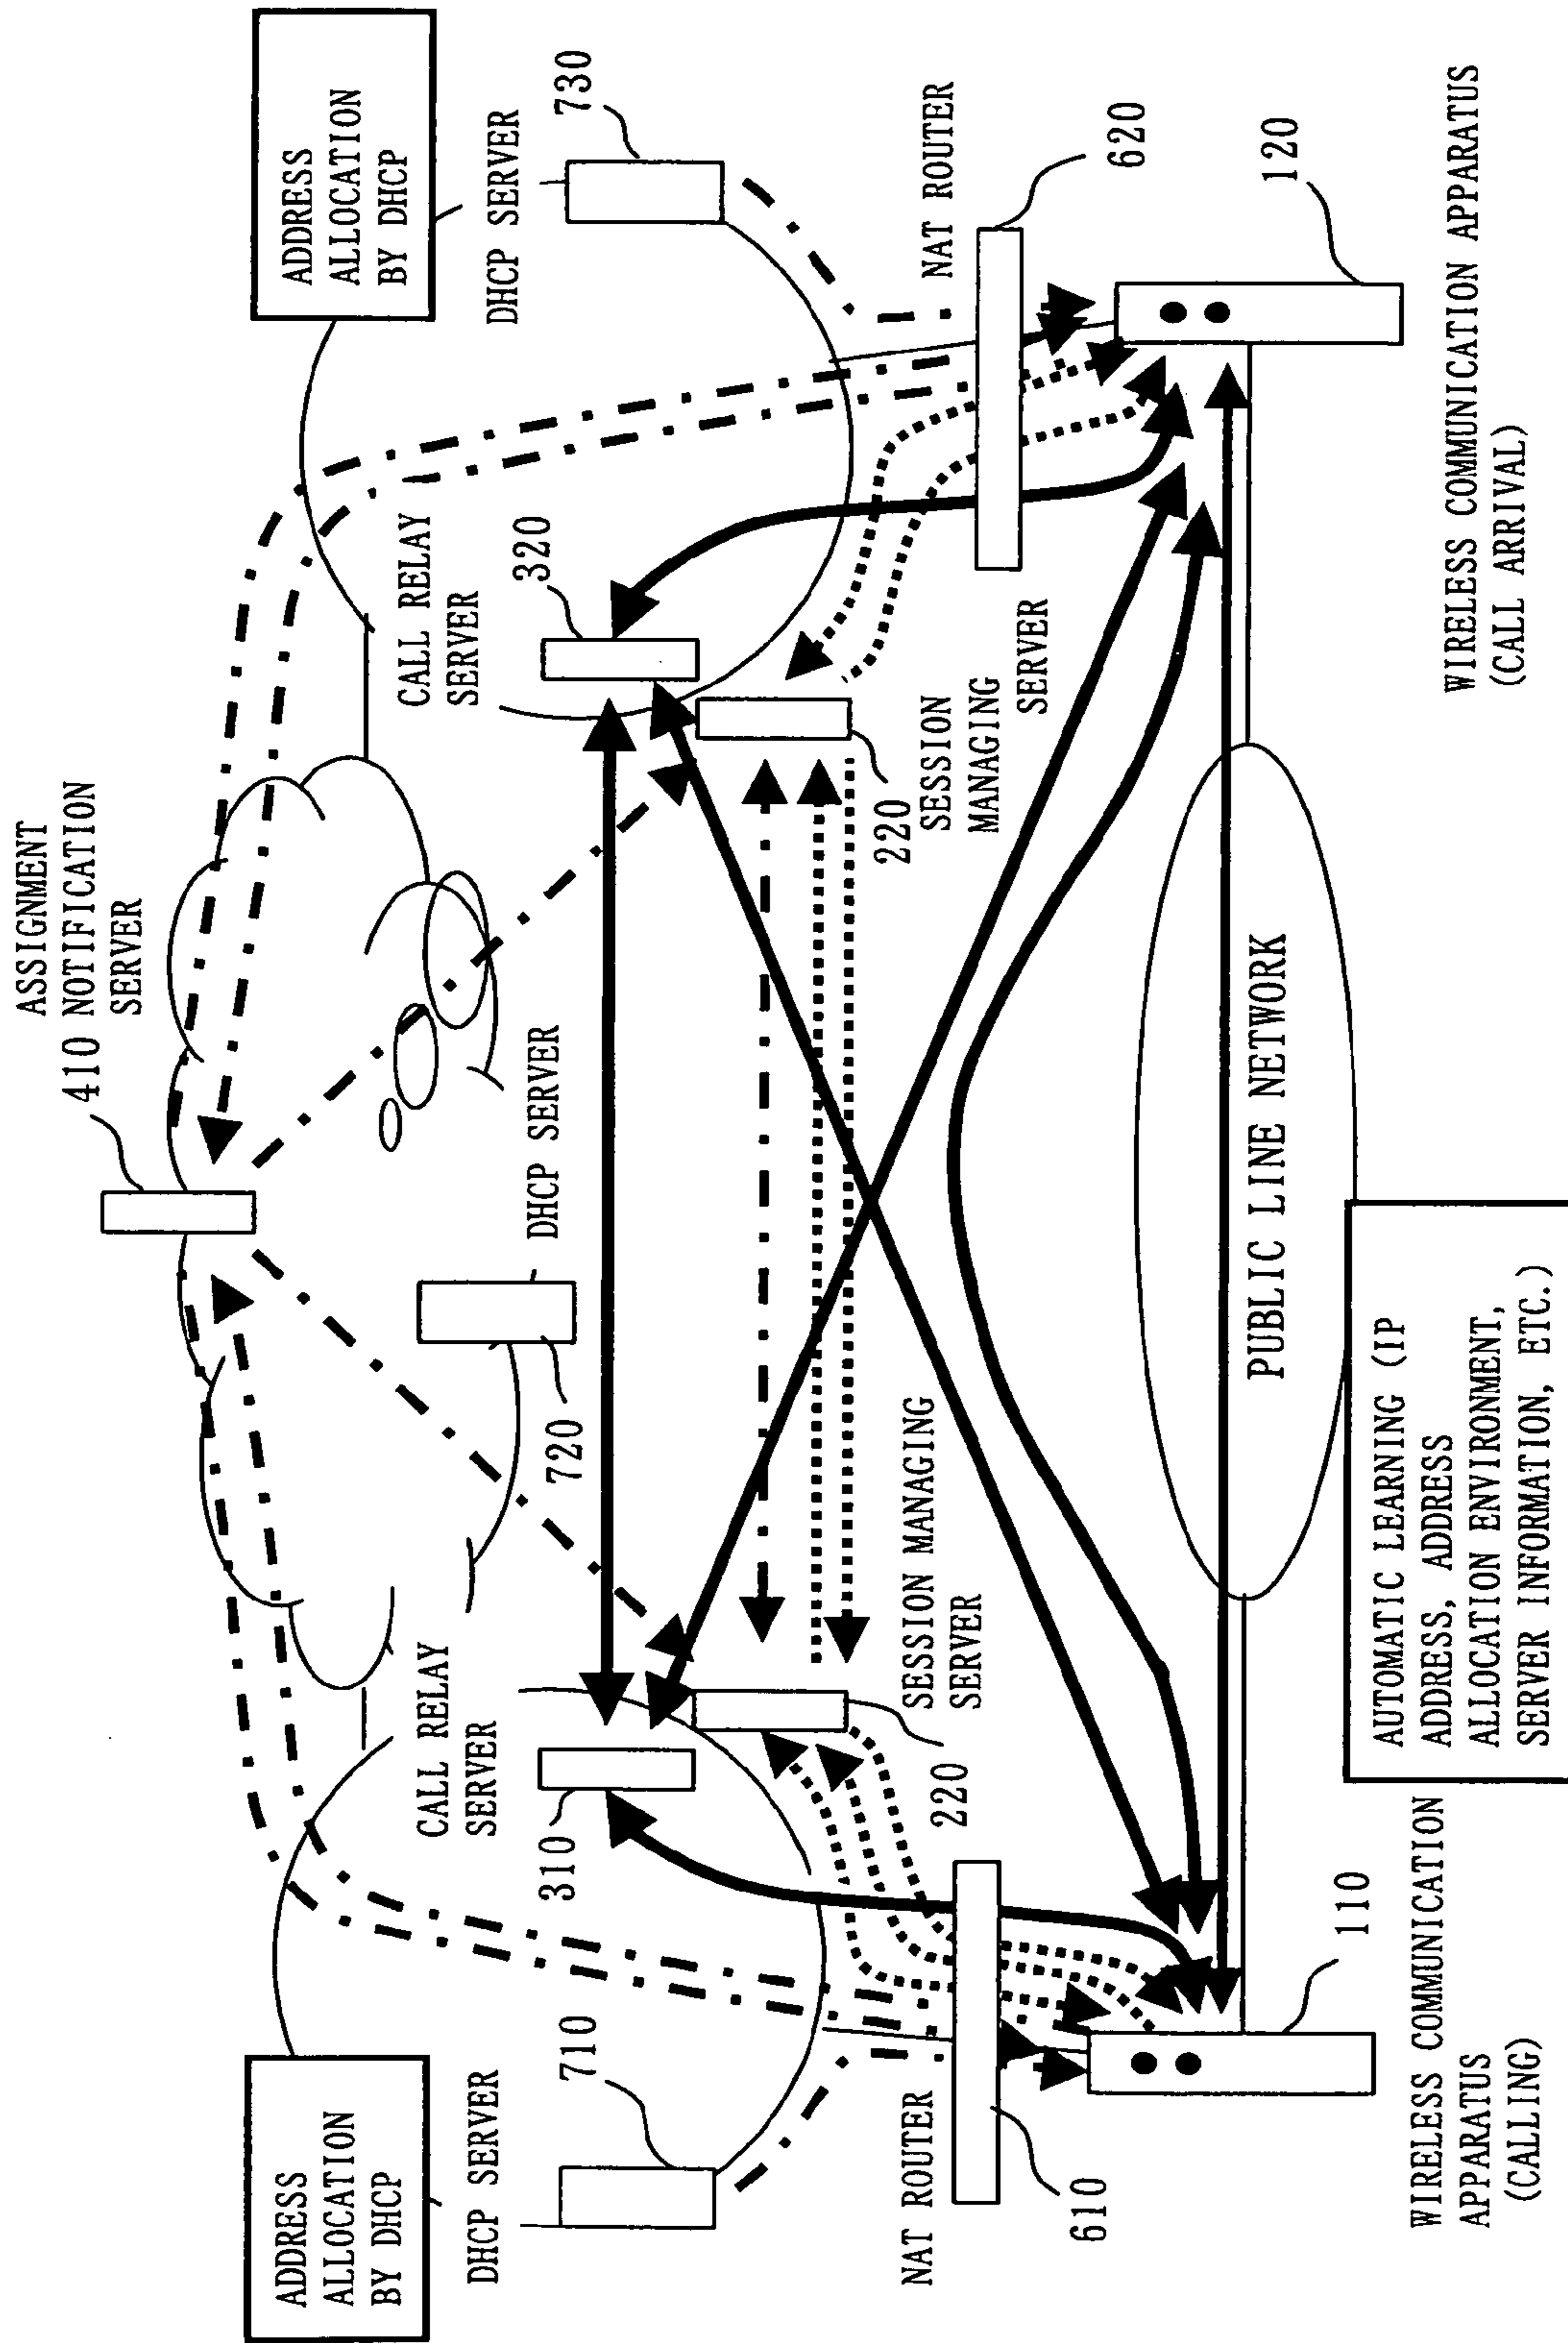 ASSIGNMENT
410 NOTIFICATION
SERVER
ADDRESS
ALLOCATION
BY DHCP
DHCP SERVER
710
CALL RELAY
SERVER
310
720
DHCP SERVER
CALL RELAY
SERVER
320
ADDRESS
ALLOCATION
BY DHCP
DHCP SERVER
730
NAT ROUTER
610
220
SESSION MANAGING
SERVER
220
SESSION
MANAGING
SERVER
NAT ROUTER
620
PUBLIC LINE NETWORK
110
WIRELESS COMMUNICATION
APPARATUS
(CALLING)
AUTOMATIC LEARNING (IP
ADDRESS, ADDRESS
ALLOCATION ENVIRONMENT,
SERVER INFORMATION, ETC.)
120
WIRELESS COMMUNICATION APPARATUS
(CALL ARRIVAL)